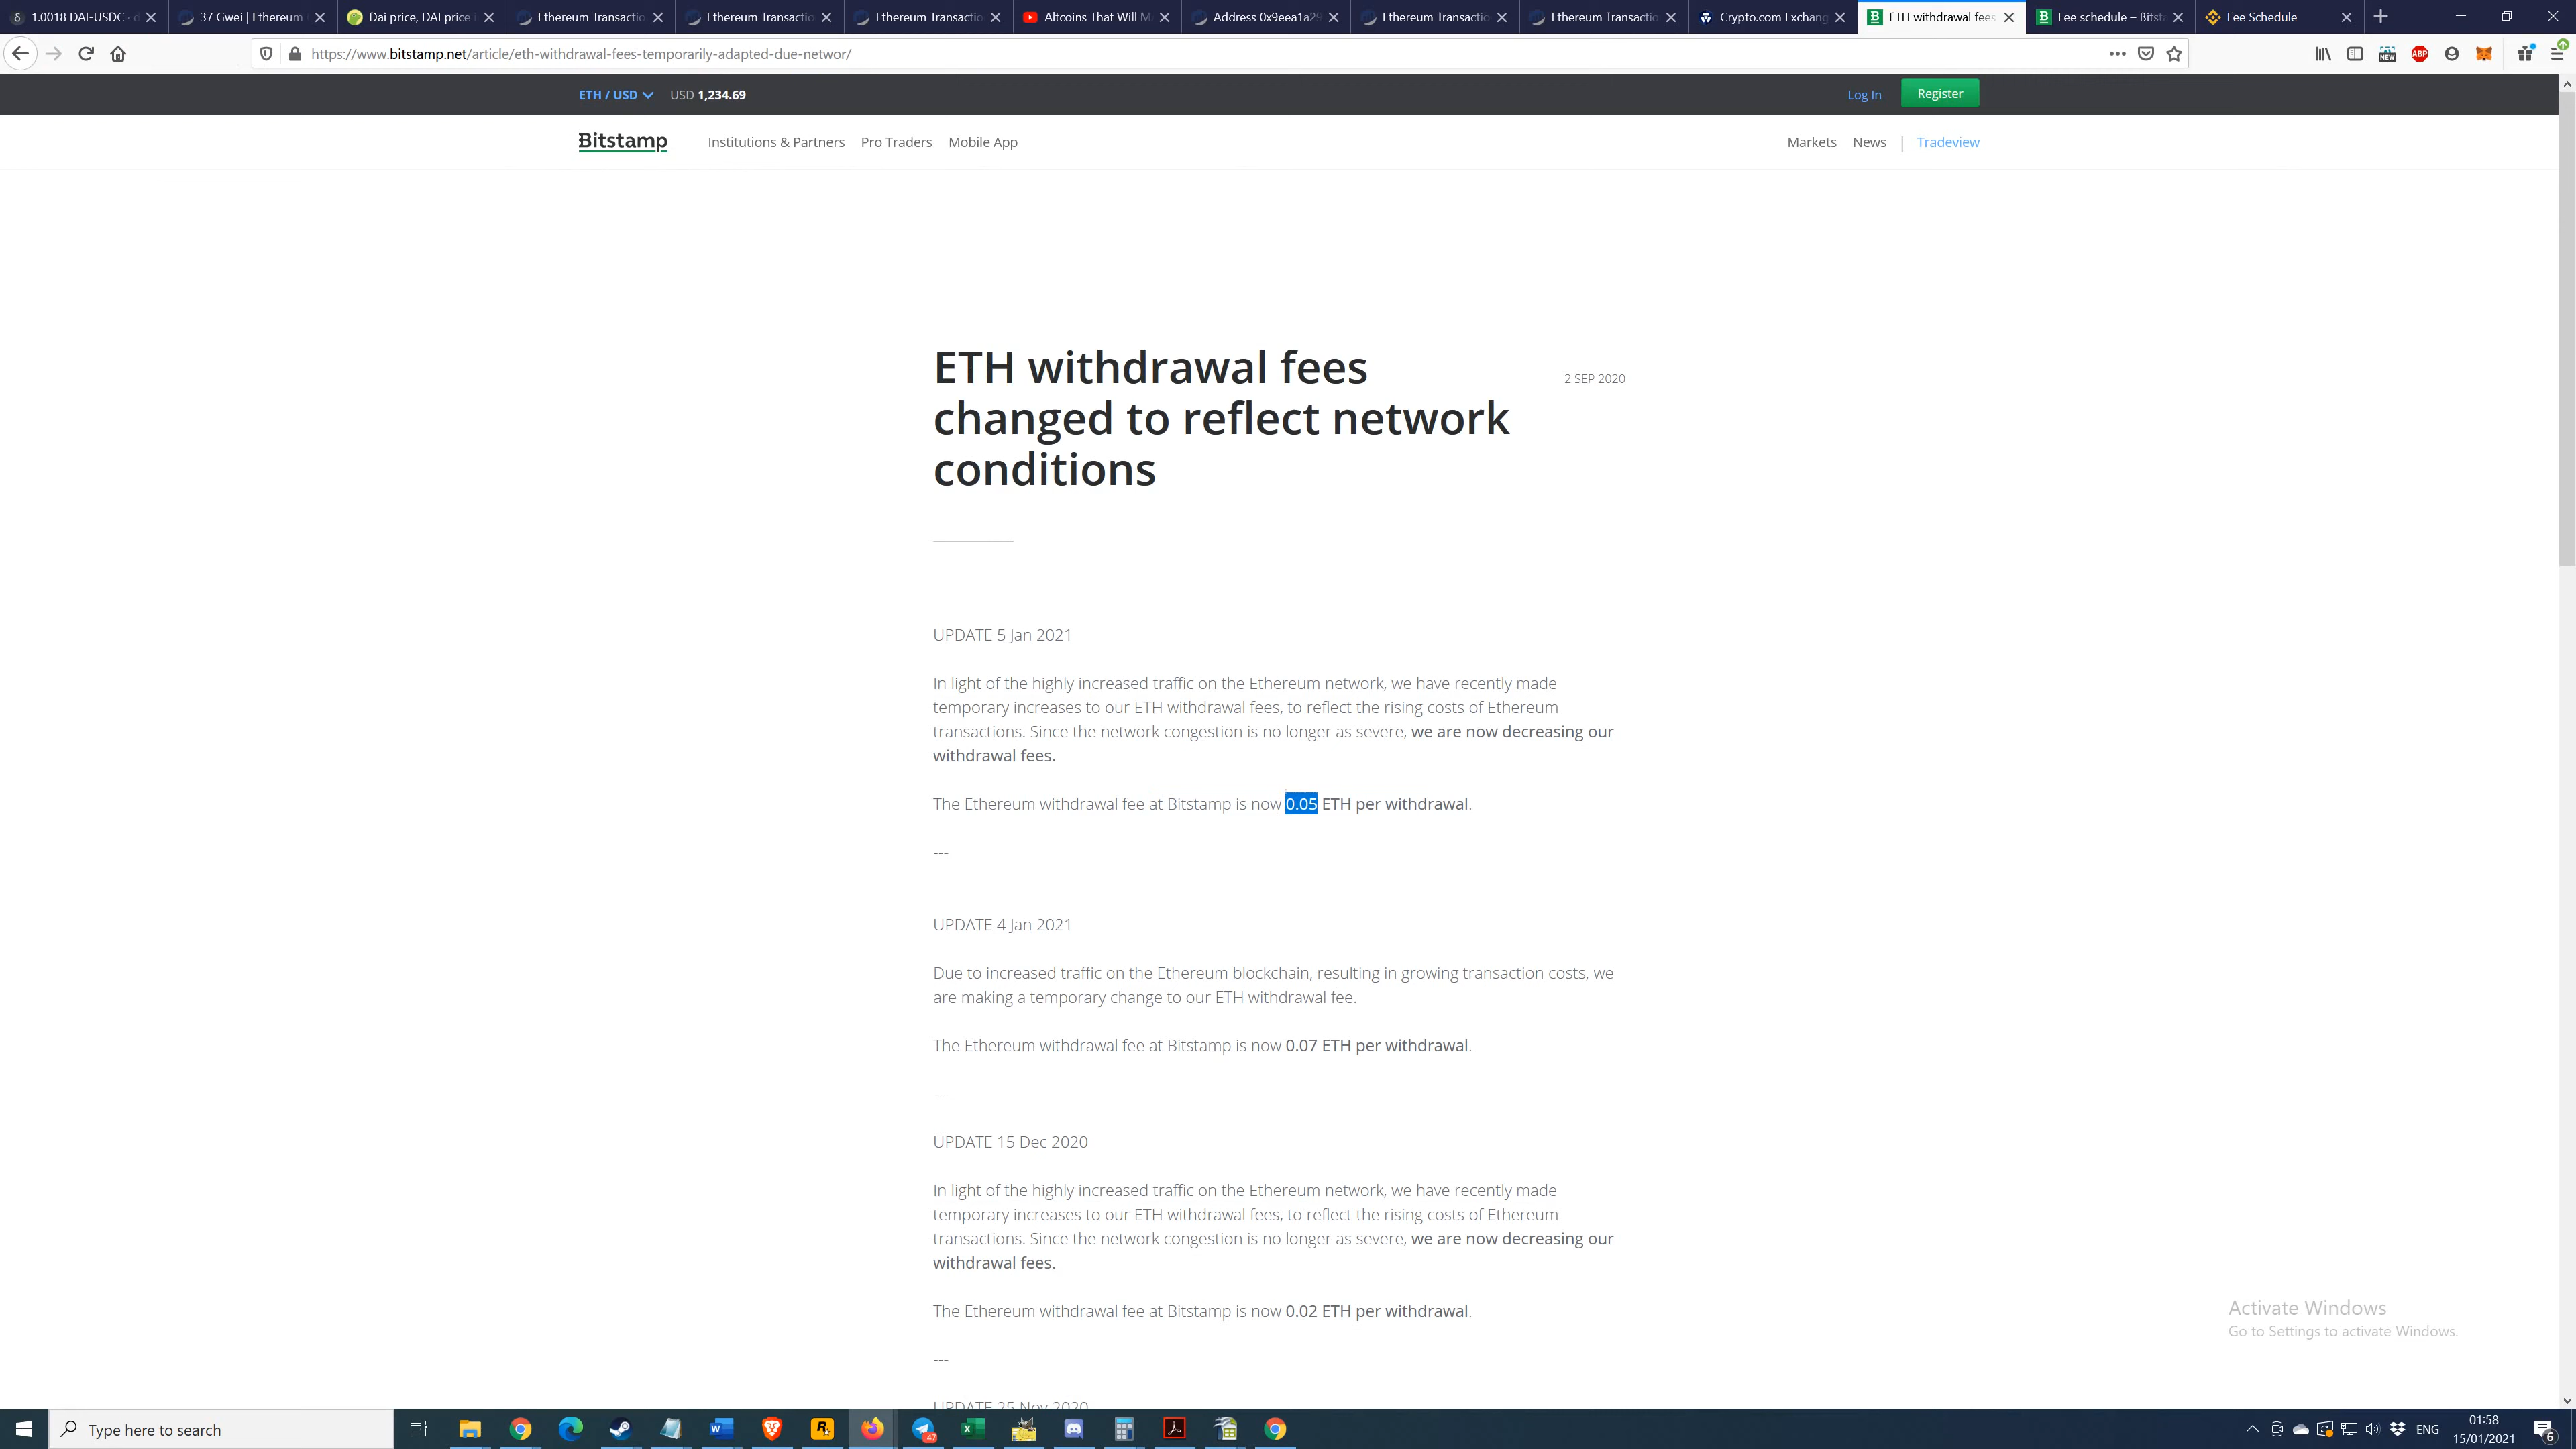 1.0018 DAI-USDC · d
37 Gwei | Ethereum
Dai price, DAI price
Ethereum Transactio
Ethereum Transactio
Ethereum Transactio
Altcoins That Will M
Address 0x9eea1a29
Ethereum Transactio
Ethereum Transactio
Crypto.com Exchang
ETH withdrawal fees
Fee schedule – Bitsta
Fee Schedule
https://www.bitstamp.net/article/eth-withdrawal-fees-temporarily-adapted-due-networ/
NEW
ABP
ETH / USD
USD 1,234.69
Log In
Register
Bitstamp
Institutions & Partners
Pro Traders
Mobile App
Markets
News
|
Tradeview
ETH withdrawal fees
changed to reflect network
conditions
2 SEP 2020
UPDATE 5 Jan 2021
In light of the highly increased traffic on the Ethereum network, we have recently made
temporary increases to our ETH withdrawal fees, to reflect the rising costs of Ethereum
transactions. Since the network congestion is no longer as severe, we are now decreasing our
withdrawal fees.
The Ethereum withdrawal fee at Bitstamp is now 0.05 ETH per withdrawal.
---
UPDATE 4 Jan 2021
Due to increased traffic on the Ethereum blockchain, resulting in growing transaction costs, we
are making a temporary change to our ETH withdrawal fee.
The Ethereum withdrawal fee at Bitstamp is now 0.07 ETH per withdrawal.
---
UPDATE 15 Dec 2020
In light of the highly increased traffic on the Ethereum network, we have recently made
temporary increases to our ETH withdrawal fees, to reflect the rising costs of Ethereum
transactions. Since the network congestion is no longer as severe, we are now decreasing our
withdrawal fees.
The Ethereum withdrawal fee at Bitstamp is now 0.02 ETH per withdrawal.
---
UPDATE 25 Nov 2020
Activate Windows
Go to Settings to activate Windows.
Type here to search
47
ENG
01:58
15/01/2021
6